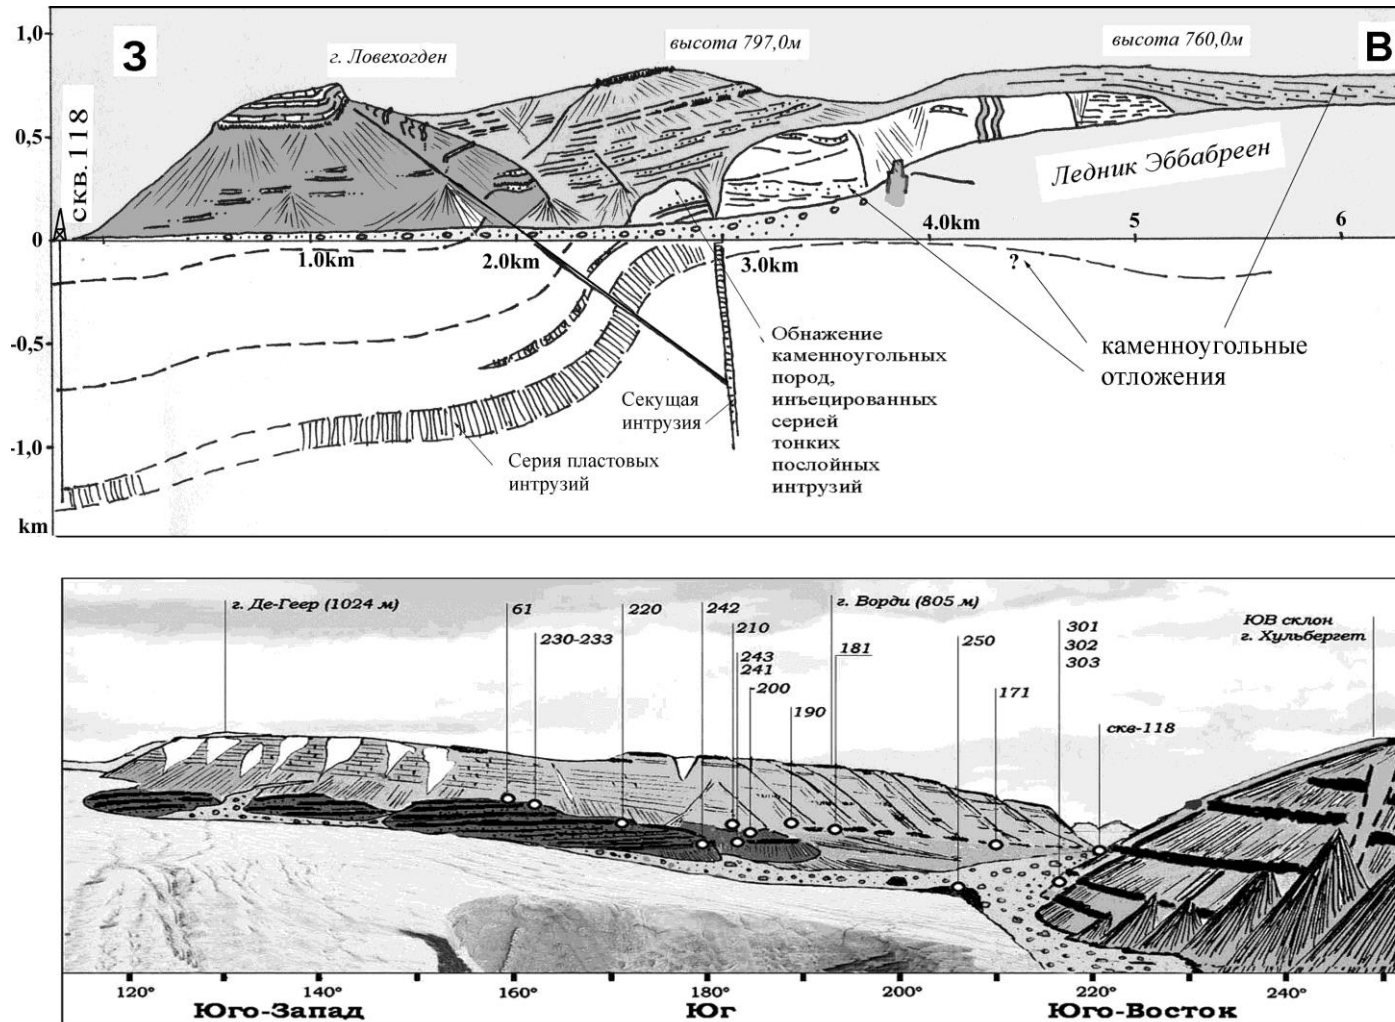 1,0
З
г. Ловехогден
высота 797,0м
высота 760,0м
В
скв.118
0,5
Ледник Эббабреен
0
1.0km
2.0km
3.0km
4.0km
5
6
?
-0,5
Обнажение
каменноугольных
пород,
инъецированных
серией
тонких
послойных
интрузий
каменноугольные
отложения
Секущая
интрузия
-1,0
Серия пластовых
интрузий
km
г. Де-Геер (1024 м)
61
230-233
220
242
210
243
241
-200
190
г. Ворди (805 м)
181
250
171
301
302
303
скв-118
ЮВ склон
г. Хульбергет
120°
140°
160°
180°
200°
220°
240°
Юго-Запад
Юг
Юго-Восток